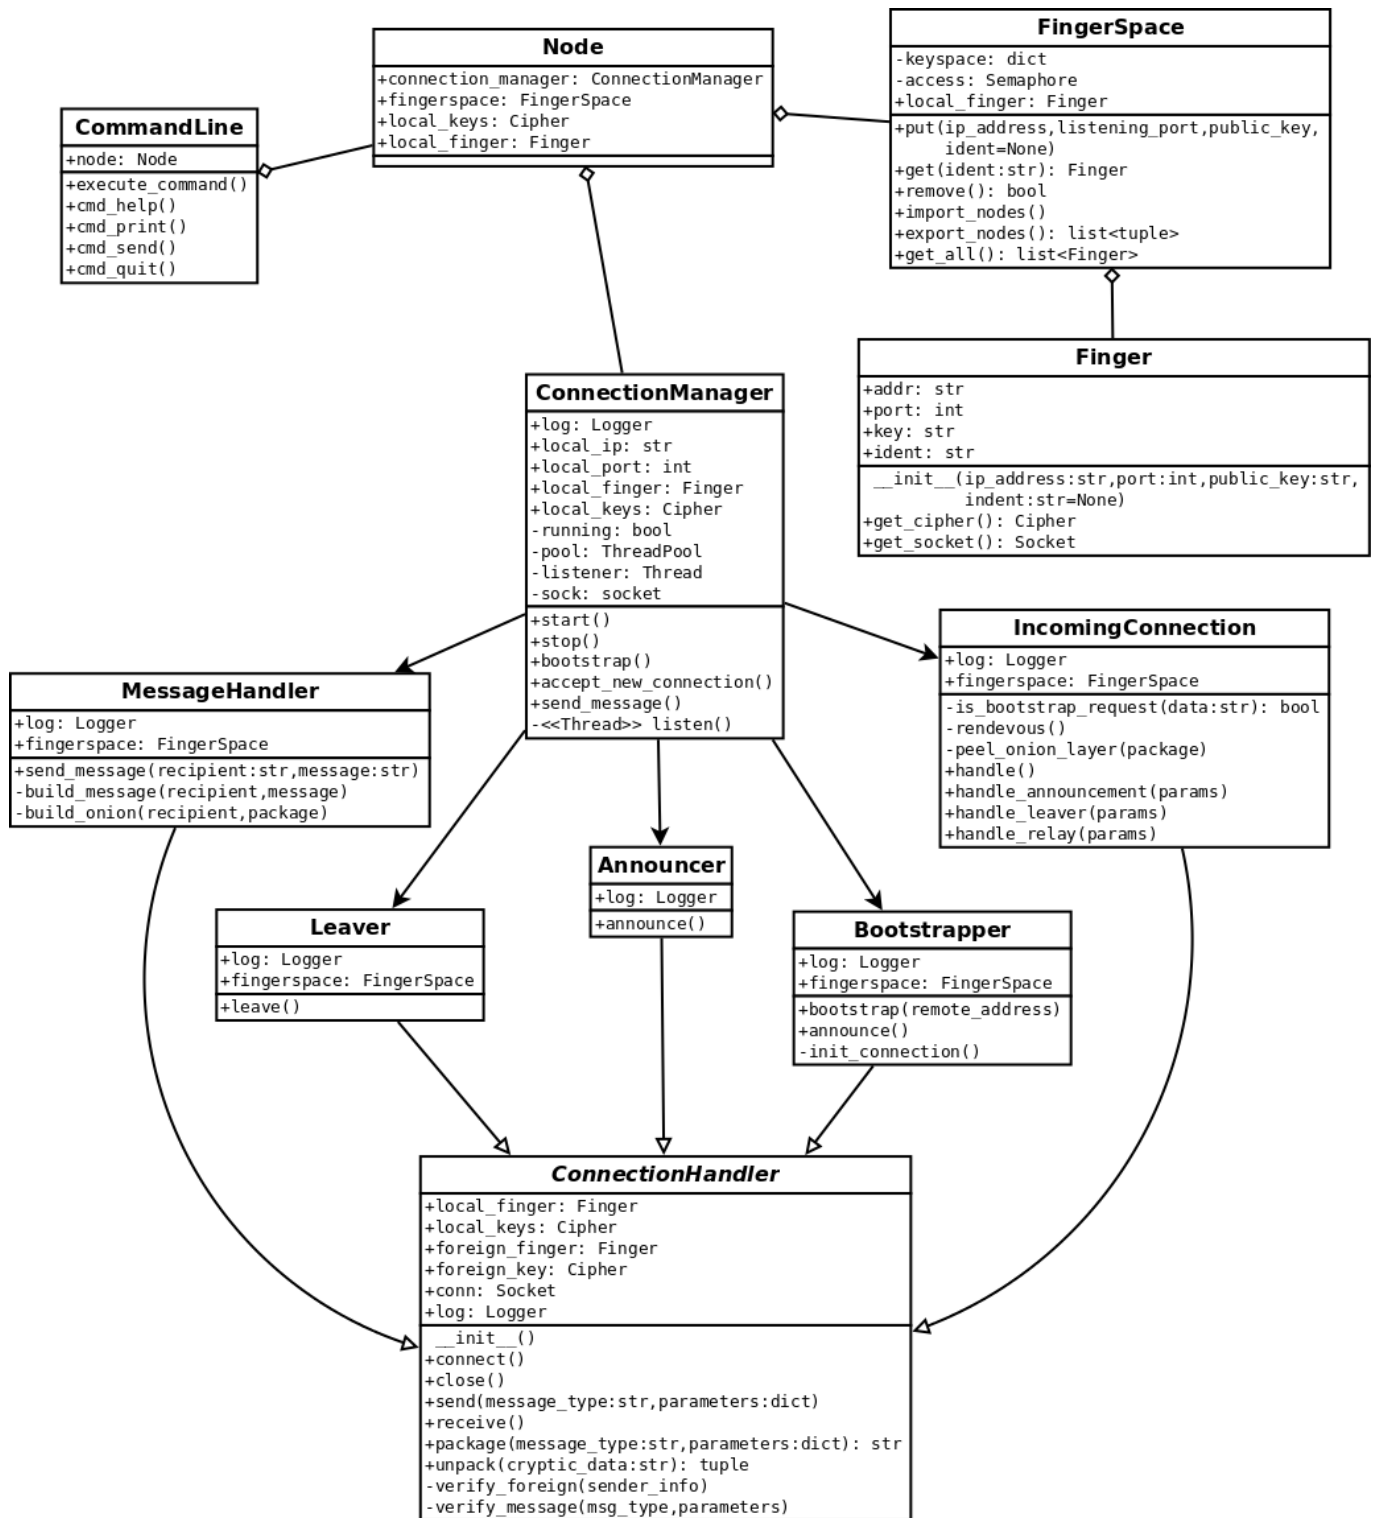 Node
+connection_manager: ConnectionManager
+fingerspace: FingerSpace
+local_keys: Cipher
+local_finger: Finger
FingerSpace
-keyspace: dict
-access: Semaphore
+local_finger: Finger
+put(ip_address,listening_port,public_key,
ident=None)
+get(ident:str): Finger
+remove(): bool
+import_nodes()
+export_nodes(): list<tuple>
+get_all(): list<Finger>
CommandLine
+node: Node
+execute_command()
+cmd_help()
+cmd_print()
+cmd_send()
+cmd_quit()
Finger
+addr: str
+port: int
+key: str
+ident: str
__init__(ip_address:str,port:int,public_key:str,
indent:str=None)
+get_cipher(): Cipher
+get_socket(): Socket
ConnectionManager
+log: Logger
+local_ip: str
+local_port: int
+local_finger: Finger
+local_keys: Cipher
-running: bool
-pool: ThreadPool
-listener: Thread
-sock: socket
+start()
+stop()
+bootstrap()
+accept_new_connection()
+send_message()
-<<Thread>> listen()
IncomingConnection
+log: Logger
+fingerspace: FingerSpace
-is_bootstrap_request(data:str): bool
-rendevous()
-peel_onion_layer(package)
+handle()
+handle_announcement(params)
+handle_leaver(params)
+handle_relay(params)
MessageHandler
+log: Logger
+fingerspace: FingerSpace
+send_message(recipient:str,message:str)
-build_message(recipient,message)
-build_onion(recipient,package)
Announcer
+log: Logger
+announce()
Leaver
+log: Logger
+fingerspace: FingerSpace
+leave()
Bootstrapper
+log: Logger
+fingerspace: FingerSpace
+bootstrap(remote_address)
+announce()
-init_connection()
ConnectionHandler
+local_finger: Finger
+local_keys: Cipher
+foreign_finger: Finger
+foreign_key: Cipher
+conn: Socket
+log: Logger
__init__()
+connect()
+close()
+send(message_type:str,parameters:dict)
+receive()
+package(message_type:str,parameters:dict): str
+unpack(cryptic_data:str): tuple
-verify_foreign(sender_info)
-verify_message(msg_type,parameters)